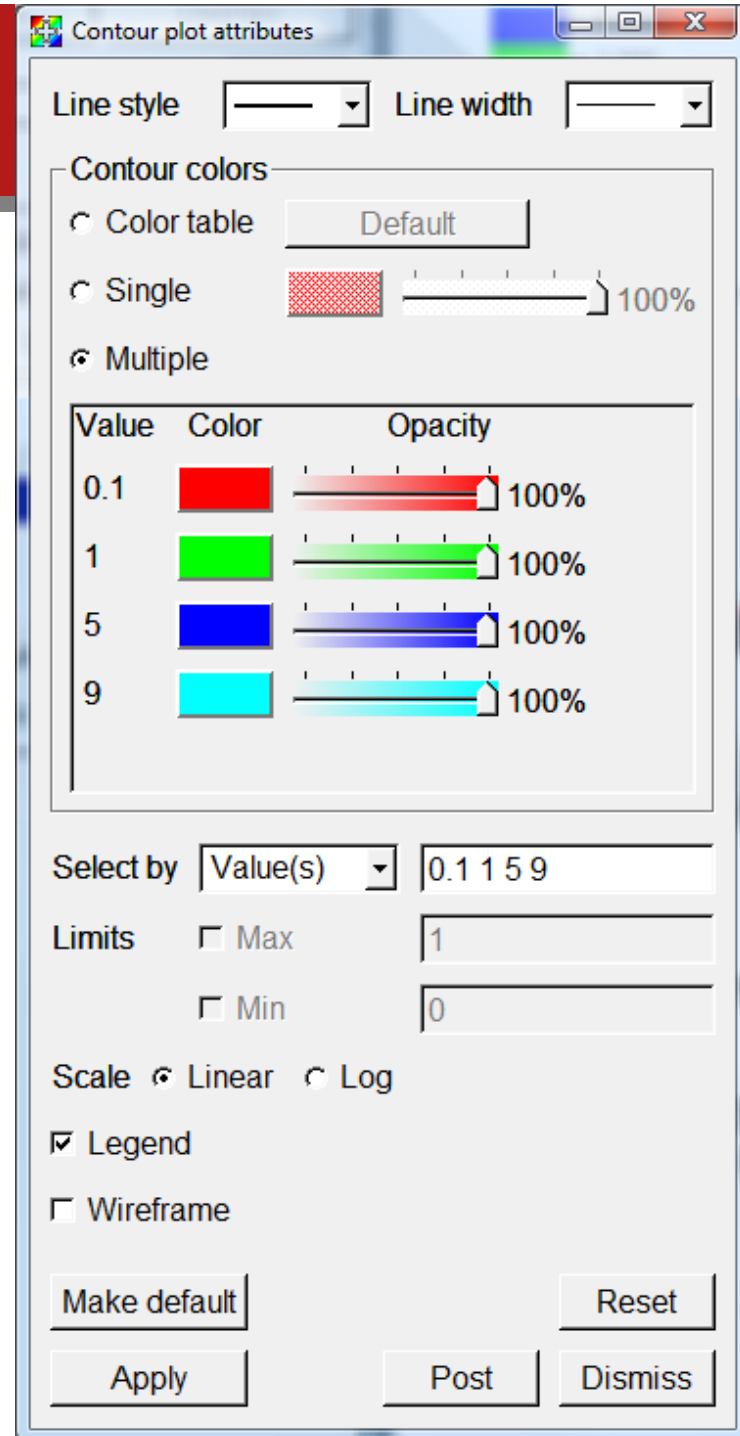 Contour plot attributes
Line style Line width
Contour colors
Color table Default
Single 100%
Multiple
Value Color Opacity
0.1 100%
1 100%
5 100%
9 100%
Select by Value(s) 0.1 1 5 9
Limits Max 1
Min 0
Scale Linear Log
Legend
Wireframe
Make default Reset
Apply Post Dismiss